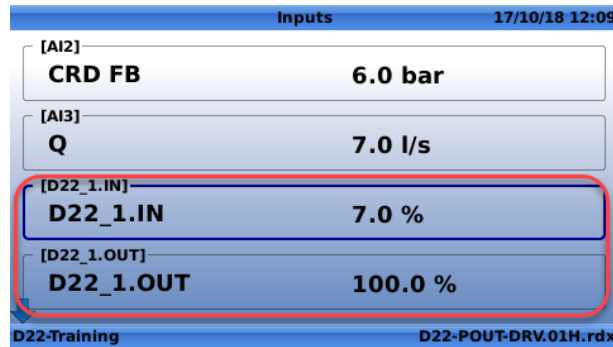 Inputs 17/10/18 12:09
[AI2]
CRD FB 6.0 bar
[AI3]
Q 7.0 l/s
[D22_1.IN]
D22_1.IN 7.0 %
[D22_1.OUT]
D22_1.OUT 100.0 %
D22-Training D22-POUT-DRV.01H.rdx